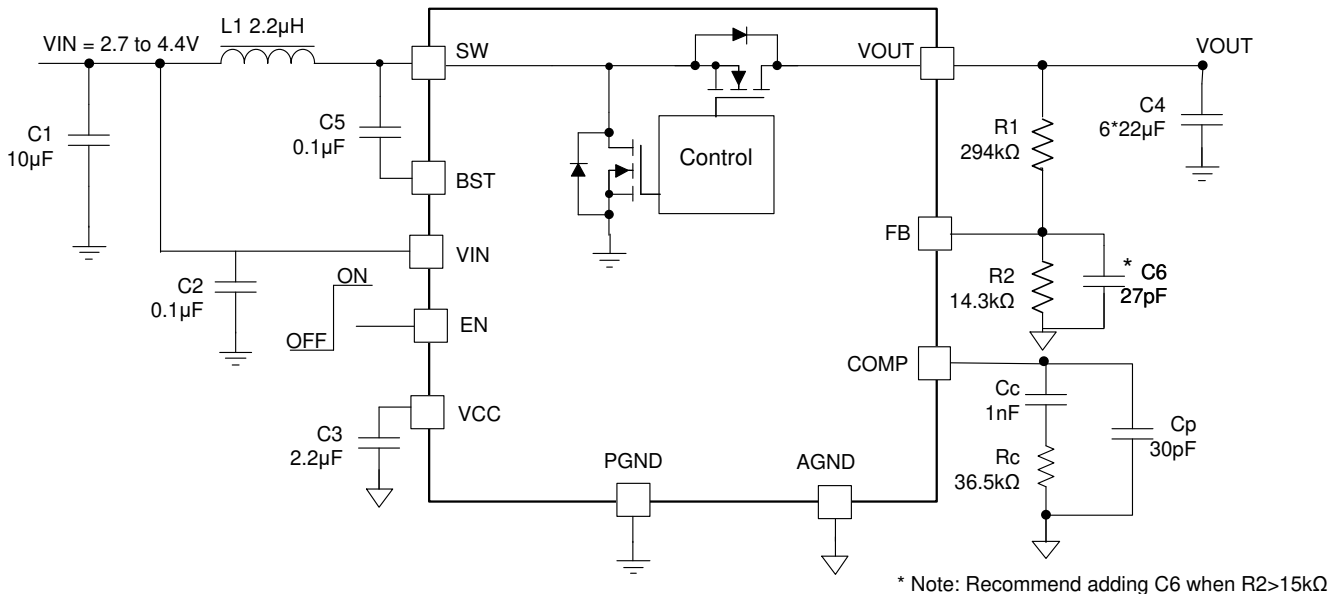 L1 2.2µH
VIN = 2.7 to 4.4V
SW
VOUT
VOUT
C1
10µF
C5
0.1µF
Control
R1
294kΩ
C4
6*22µF
BST
VIN
FB
C2
0.1µF
ON
OFF
EN
R2
14.3kΩ
* C6
27pF
COMP
VCC
C3
2.2µF
Cc
1nF
Cp
30pF
Rc
36.5kΩ
PGND
AGND
* Note: Recommend adding C6 when R2>15kΩ